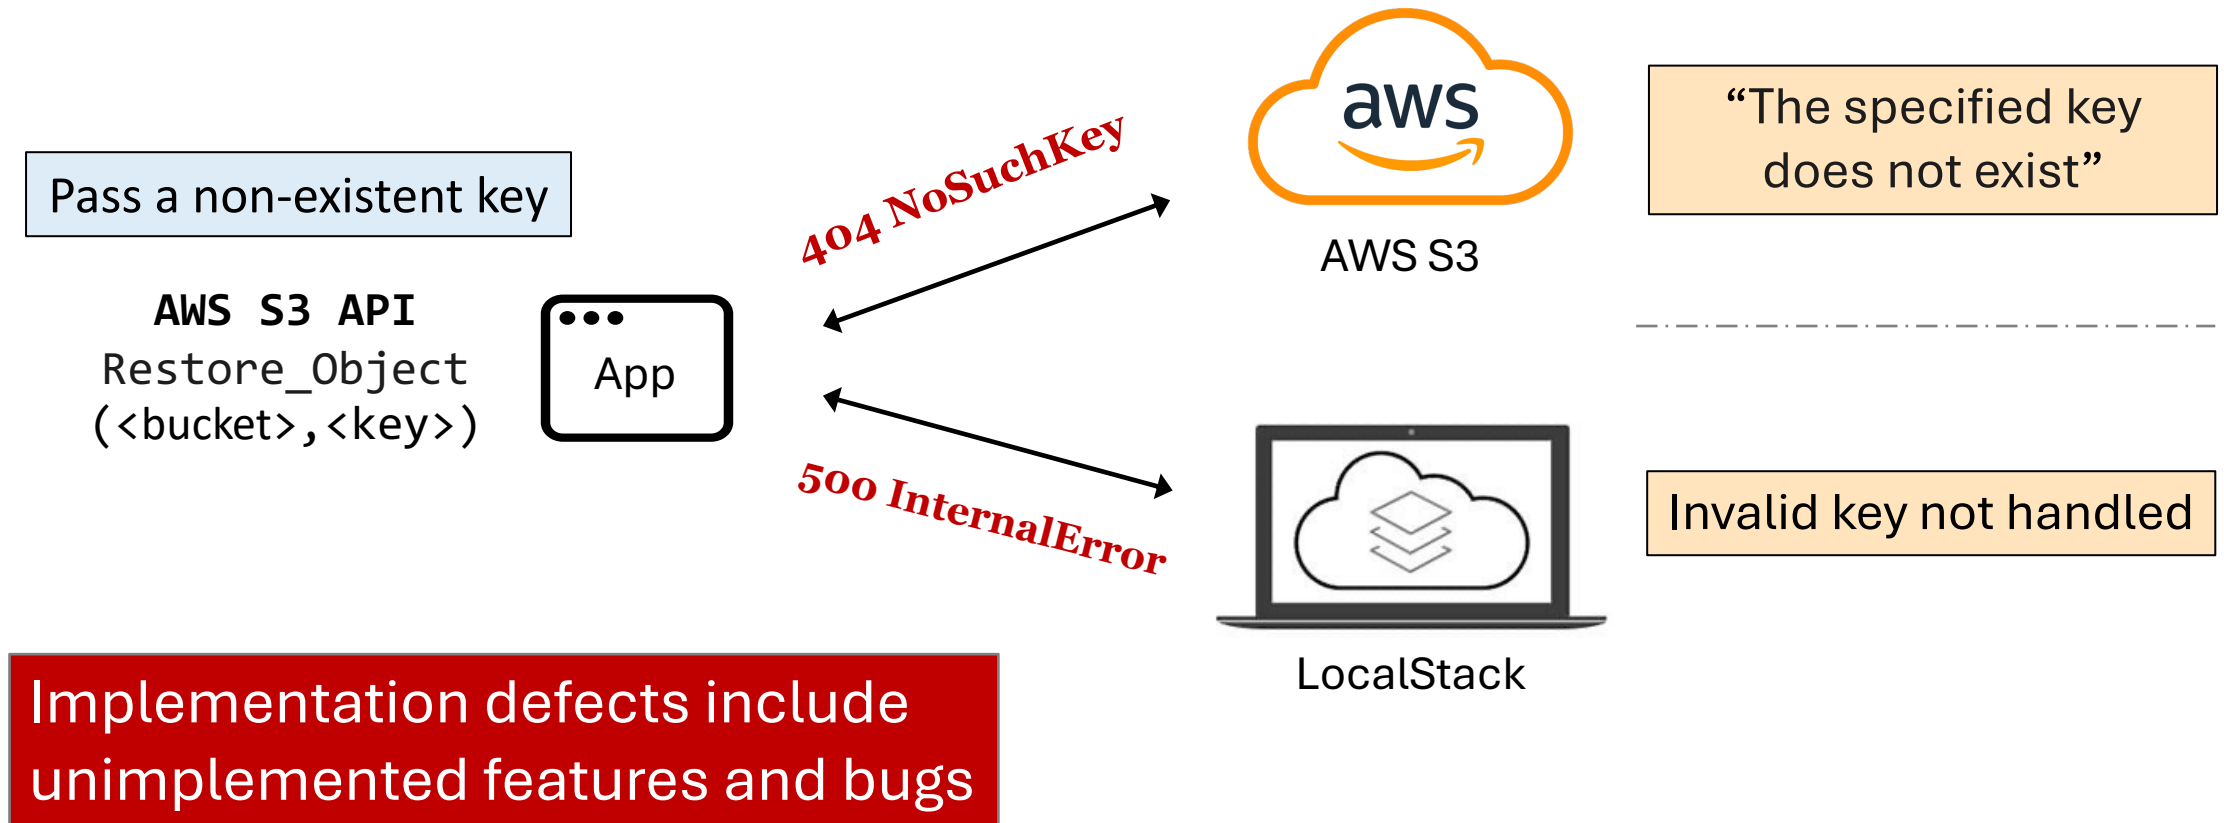 Pass a non-existent key
AWS S3 API
Restore_Object
(<bucket>,<key>)
App
404 NoSuchKey
500 InternalError
aws
AWS S3
“The specified key
does not exist”
LocalStack
Invalid key not handled
Implementation defects include
unimplemented features and bugs